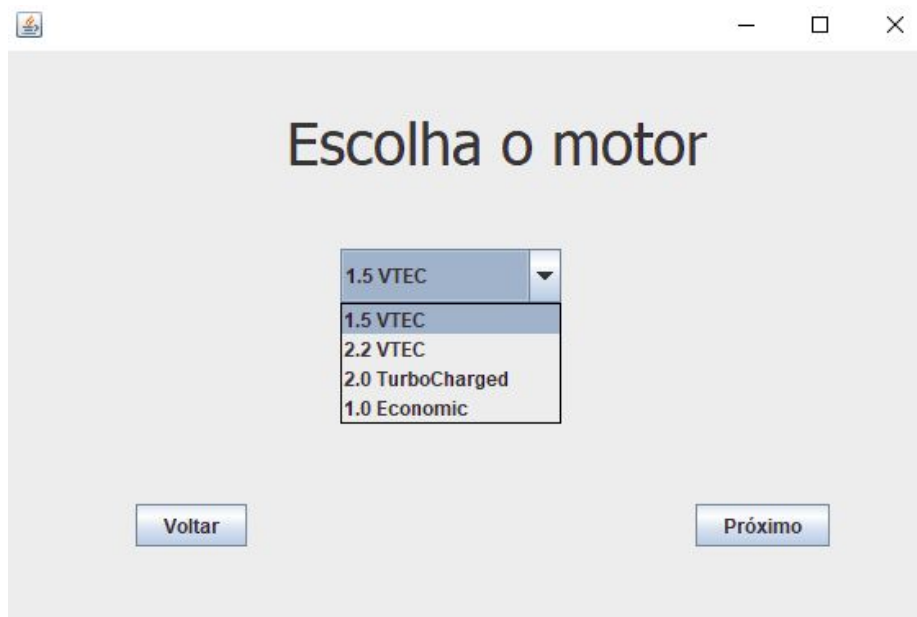 Escolha o motor
1.5 VTEC
1.5 VTEC
2.2 VTEC
2.0 TurboCharged
1.0 Economic
Voltar
Próximo